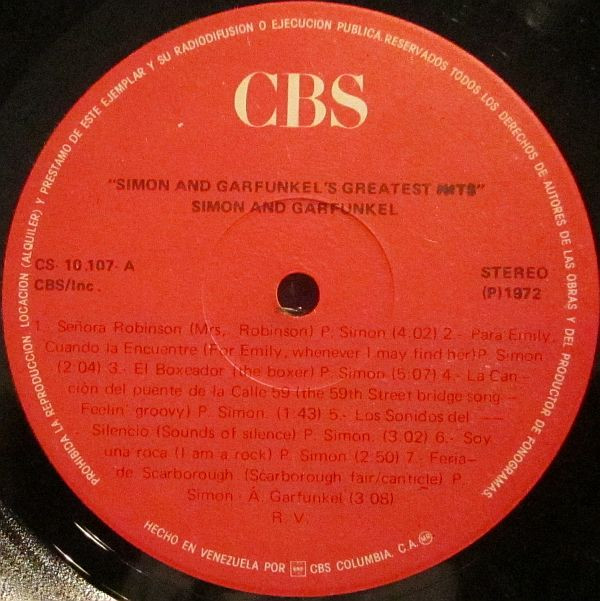 PROHIBIDA LA REPRODUCCION LOCACION (ALQUILER) Y PRESTAMO DE ESTE EJEMPLAR Y SU RADIODIFUSION O EJECUCION PUBLICA. RESERVADOS TODOS LOS DERECHOS DE AUTORES DE LAS OBRAS Y DEL PRODUCTOR DE FONOGRAMAS
CBS
"SIMON AND GARFUNKEL'S GREATEST HITS"
SIMON AND GARFUNKEL
CS- 10.107- A
CBS/Inc.
STEREO
(P)1972
1.- Señora Robinson (Mrs, Robinson) P. Simon (4.02) 2 - Para Emily,
Cuando la Encuentre (For Emily, whenever I may find her)P. Simon
(2:04) 3.- El Boxeador (the boxer) P. Simon (5:07) 4.- La Can-
ción del puente de la Calle 59 (the 59th Street bridge song –
Feelin' groovy) P. Simon. (1:43) 5.- Los Sonidos del
Silencio (Sounds of silence) P. Simon. (3.02) 6.- Soy
una roca (I am a rock) P. Simon (2:50) 7.- Feria
de Scarborough (Scarborough fair/canticle) P.
Simon - A. Garfunkel (3 08)
R. V.
HECHO EN VENEZUELA POR CBS COLUMBIA. C.A. MR